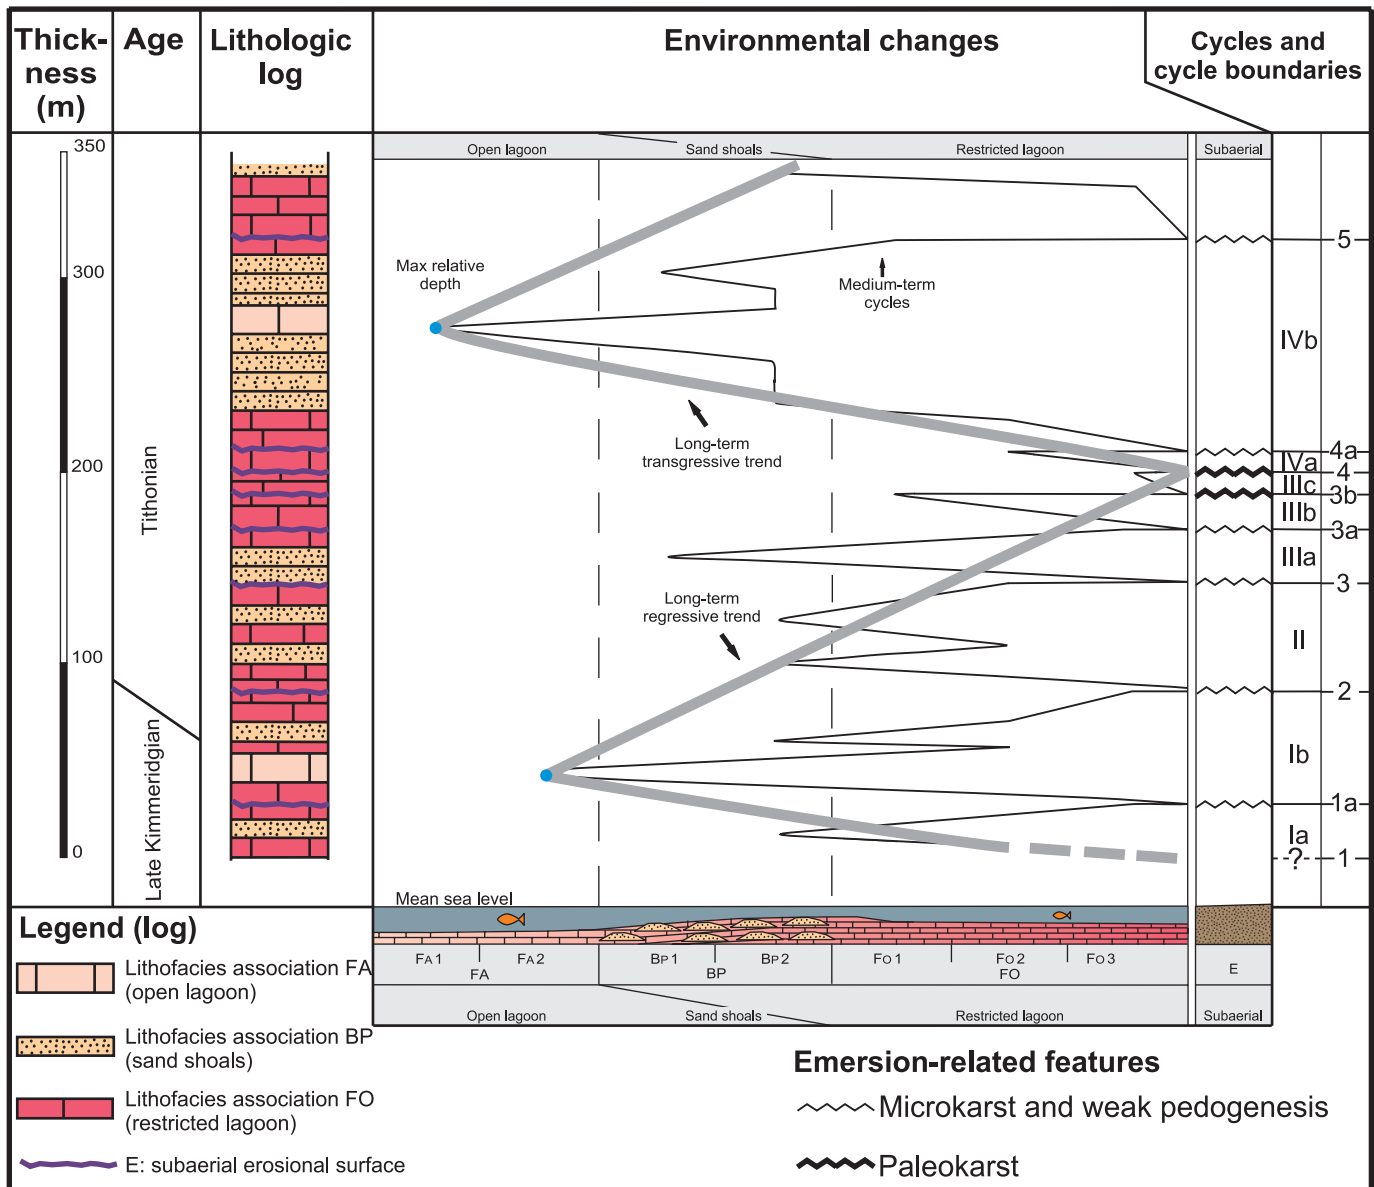 Thick-
ness
(m)
Age
Lithologic
log
Environmental changes
Cycles and
cycle boundaries
350
300
200
100
0
Tithonian
Late Kimmeridgian
Open lagoon
Sand shoals
Restricted lagoon
Subaerial
Max relative
depth
Medium-term
cycles
Long-term
transgressive trend
Long-term
regressive trend
5
IVb
4a
IVa
4
IIIc
3b
IIIb
3a
IIIa
3
II
2
Ib
1a
Ia
-?-
1
Mean sea level
FA1
FA2
BP1
BP2
FO1
FO2
FO3
FA
BP
FO
E
Open lagoon
Sand shoals
Restricted lagoon
Subaerial
Legend (log)
Lithofacies association FA
(open lagoon)
Lithofacies association BP
(sand shoals)
Lithofacies association FO
(restricted lagoon)
E: subaerial erosional surface
Emersion-related features
Microkarst and weak pedogenesis
Paleokarst